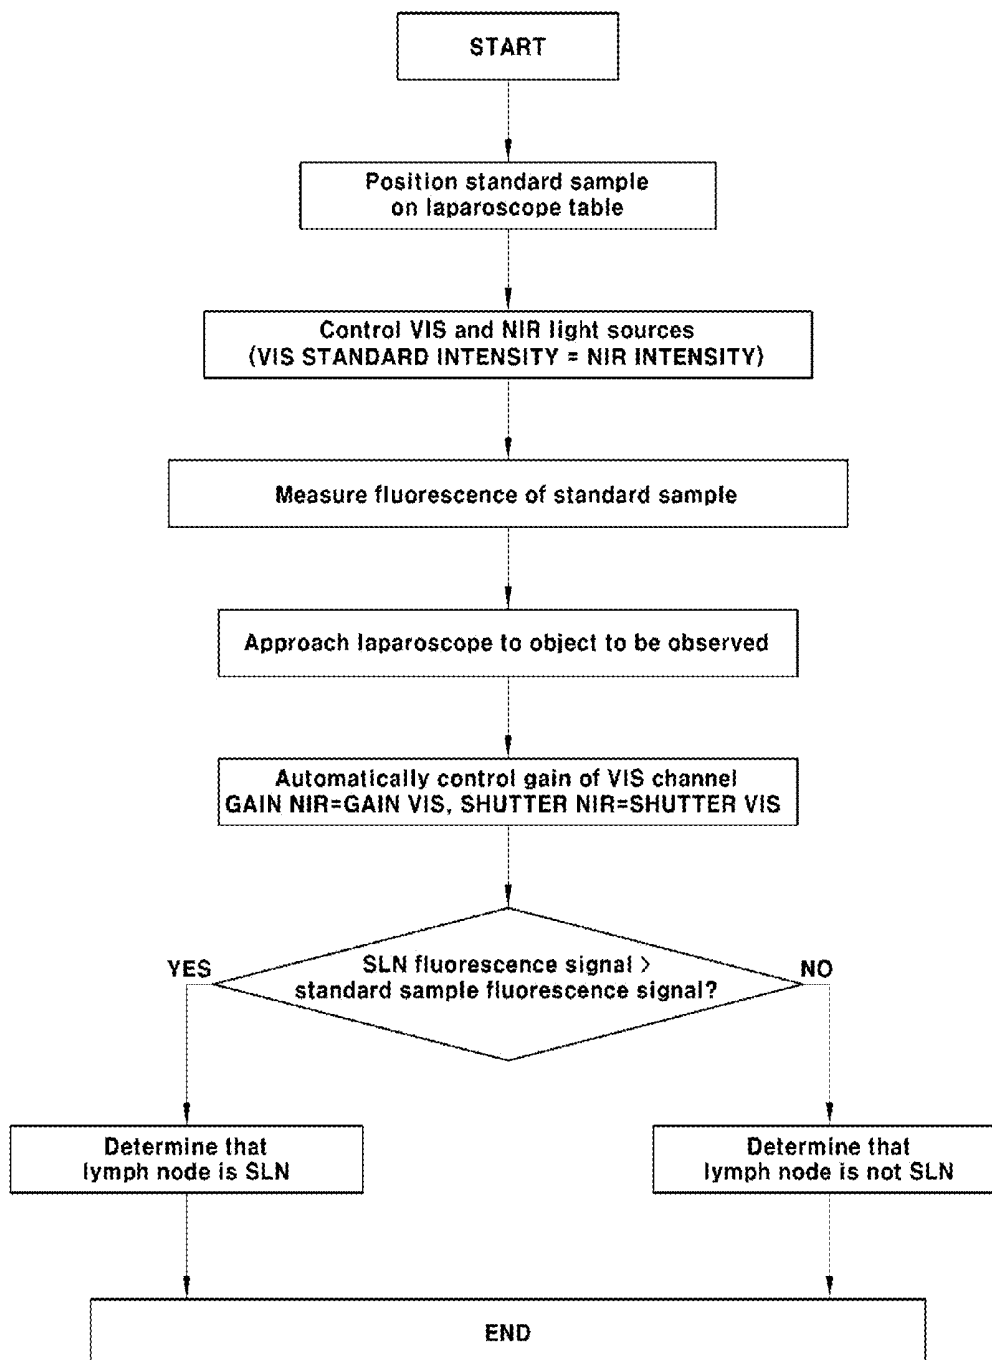 START
Position standard sample
on laparoscope table
Control VIS and NIR light sources
(VIS STANDARD INTENSITY = NIR INTENSITY)
Measure fluorescence of standard sample
Approach laparoscope to object to be observed
Automatically control gain of VIS channel
GAIN NIR=GAIN VIS, SHUTTER NIR=SHUTTER VIS
SLN fluorescence signal >
standard sample fluorescence signal?
YES
NO
Determine that
lymph node is SLN
Determine that
lymph node is not SLN
END